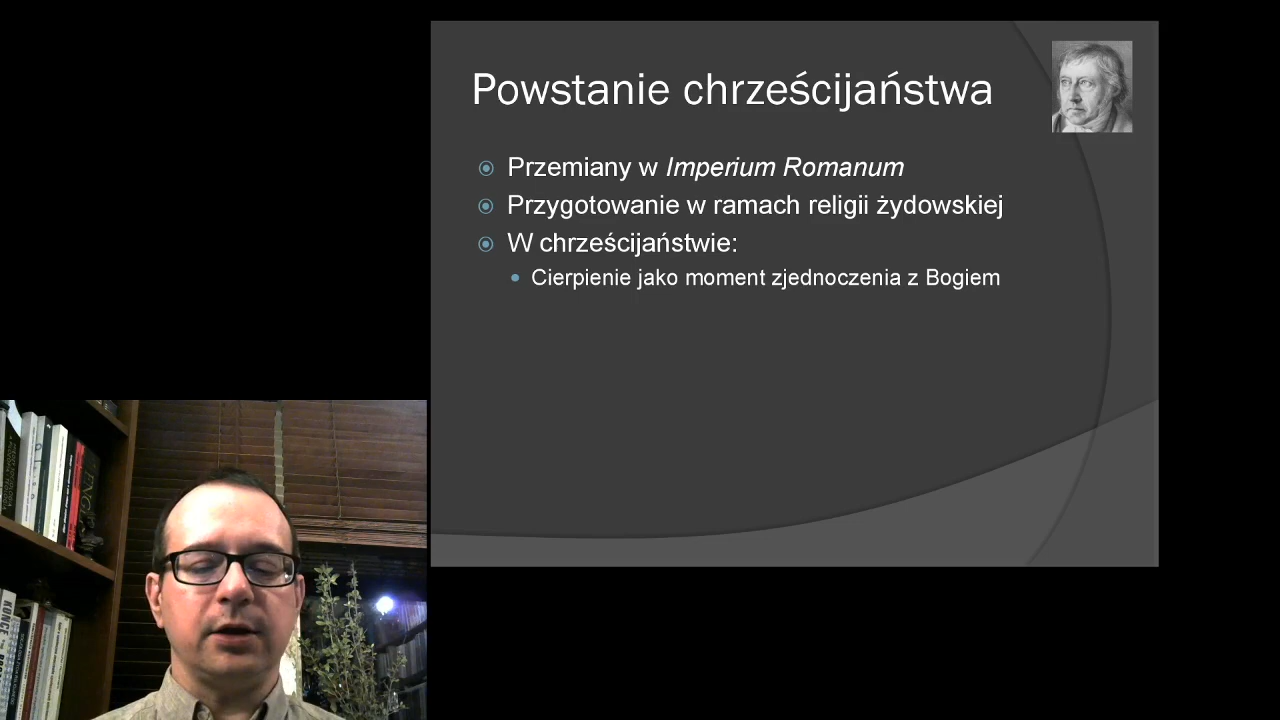 Powstanie chrześcijaństwa
Przemiany w Imperium Romanum
Przygotowanie w ramach religii żydowskiej
W chrześcijaństwie:
Cierpienie jako moment zjednoczenia z Bogiem